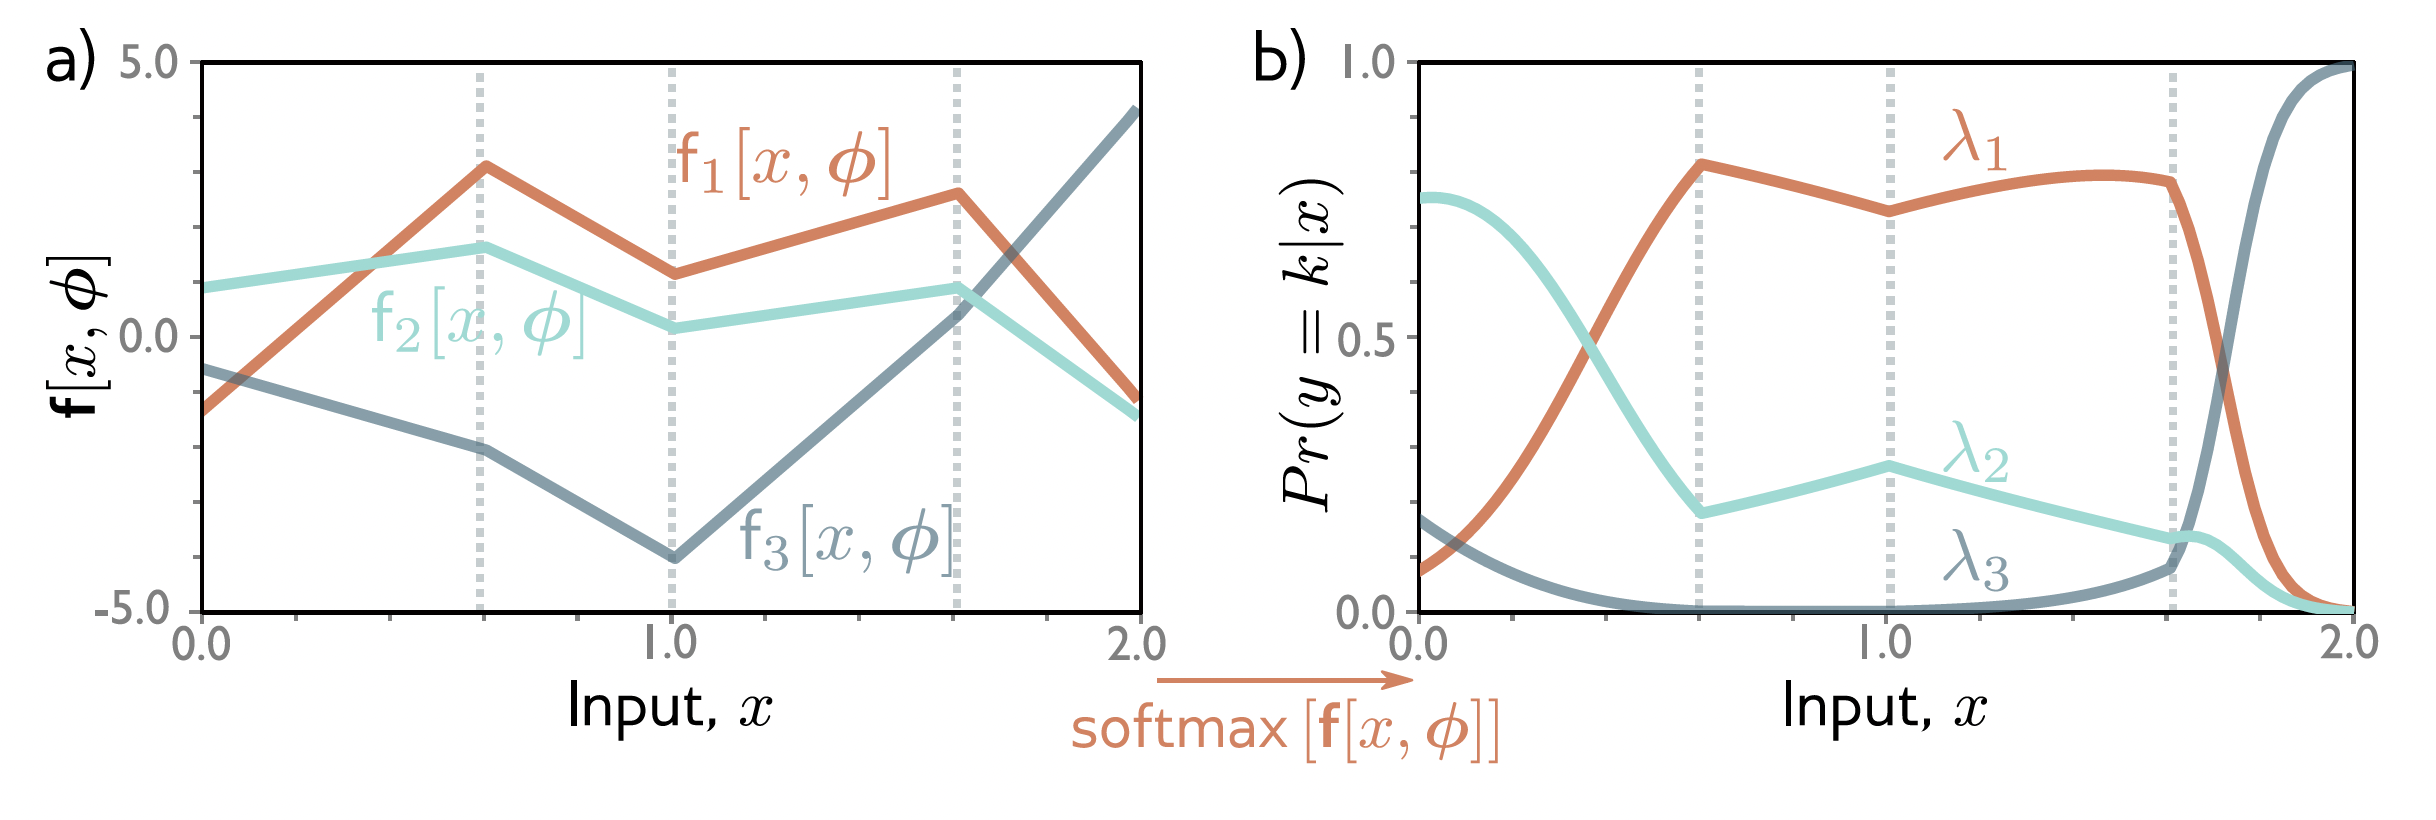 a)
5.0
0.0
-5.0
f[x, ϕ]
f₁[x, ϕ]
f₂[x, ϕ]
f₃[x, ϕ]
0.0
1.0
2.0
Input, x
softmax [f[x, ϕ]]
b)
1.0
0.5
0.0
Pr(y = k|x)
λ₁
λ₂
λ₃
0.0
1.0
2.0
Input, x